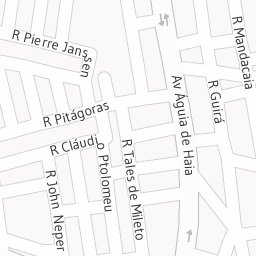 R Pierre Janssen
R Mandacaia
Av Águia de Haia
R Guirá
R Pitágoras
R Cláudio Ptolomeu
R Tales de Mileto
R John Neper